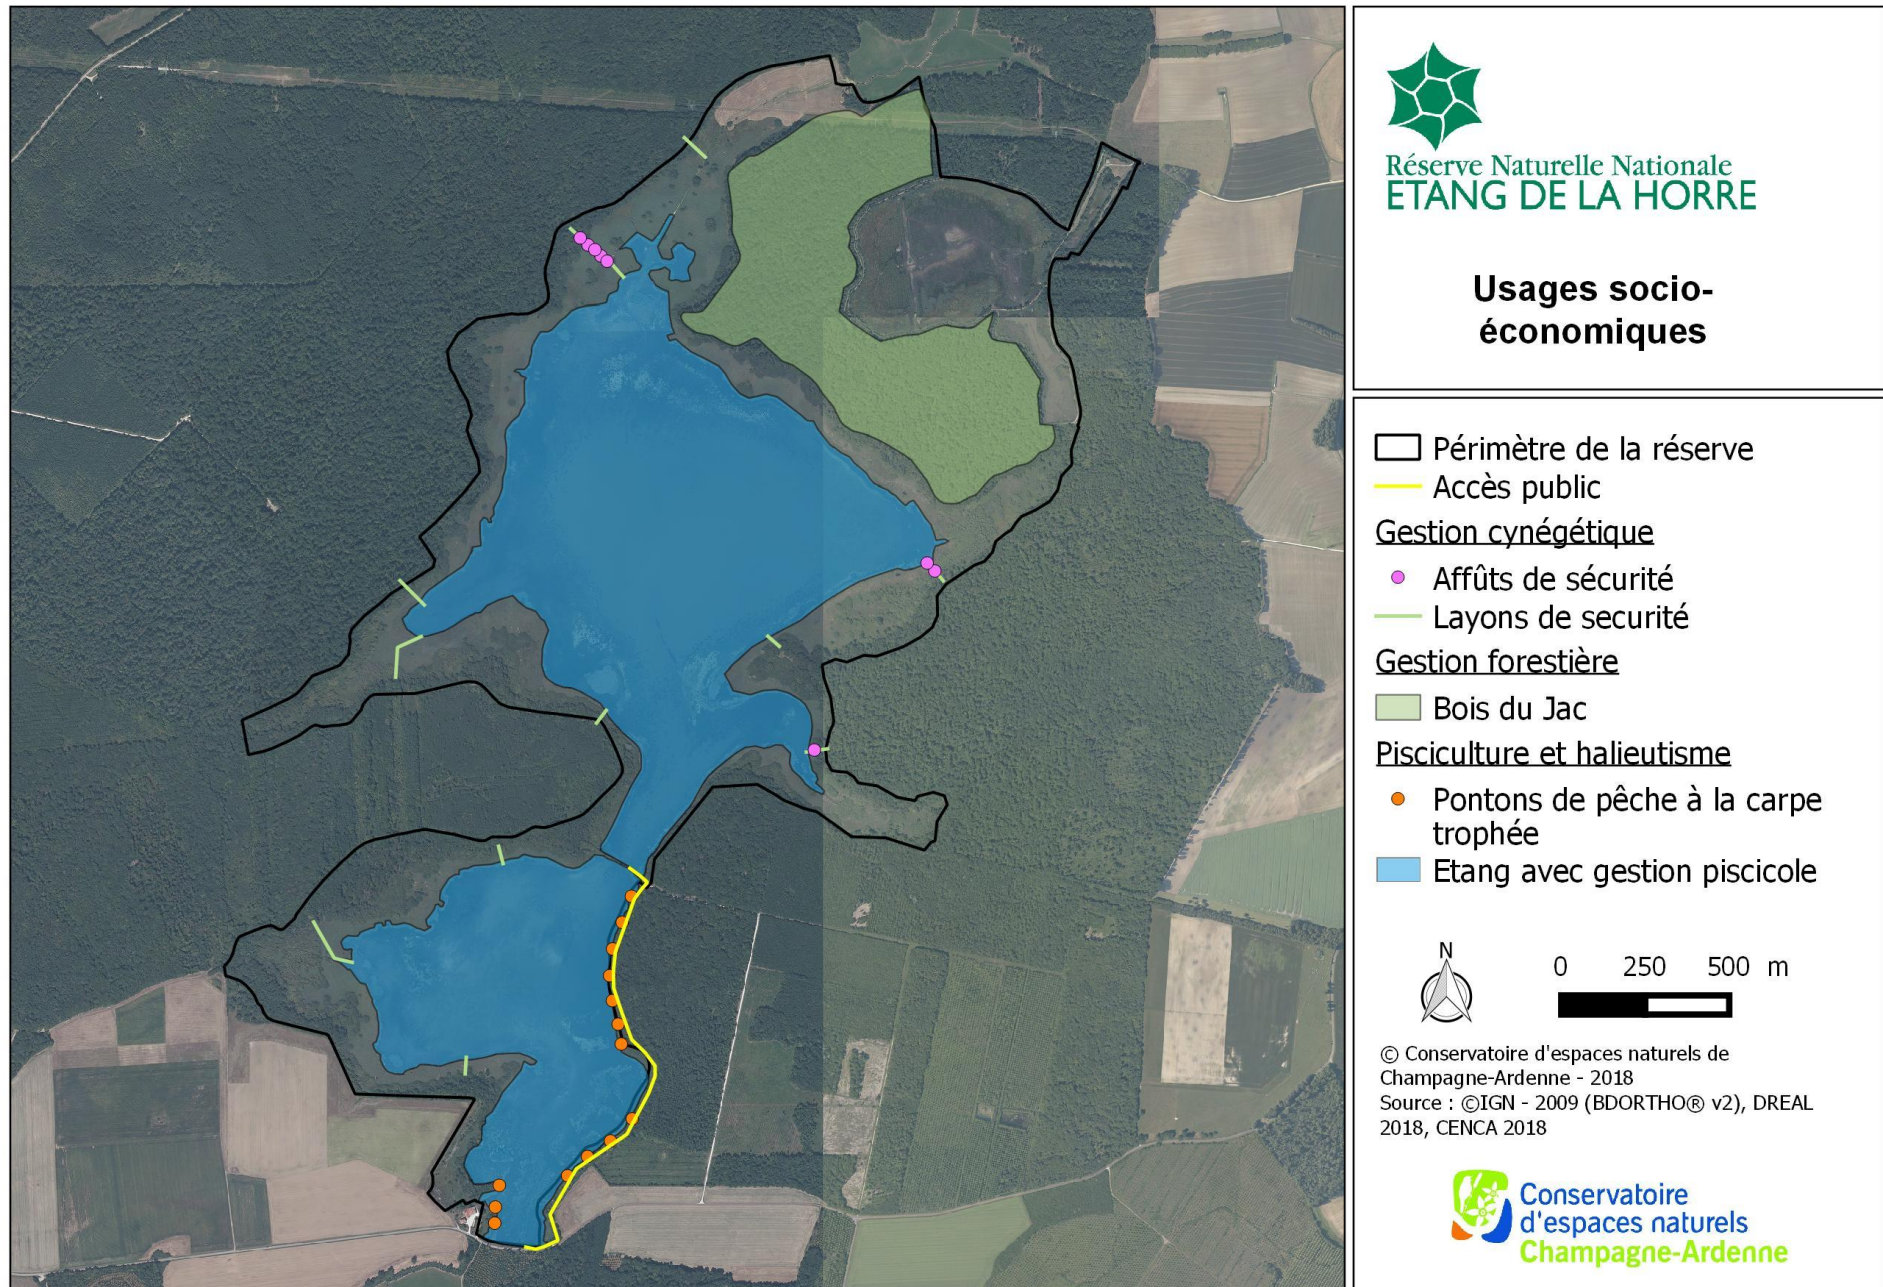 Réserve Naturelle Nationale
ETANG DE LA HORRE
Usages socio-
économiques
Périmètre de la réserve
Accès public
Gestion cynégétique
Affûts de sécurité
Layons de securité
Gestion forestière
Bois du Jac
Pisciculture et halieutisme
Pontons de pêche à la carpe
trophée
Etang avec gestion piscicole
N
0 250 500 m
© Conservatoire d'espaces naturels de
Champagne-Ardenne - 2018
Source : ©IGN - 2009 (BDORTHO® v2), DREAL
2018, CENCA 2018
Conservatoire
d'espaces naturels
Champagne-Ardenne